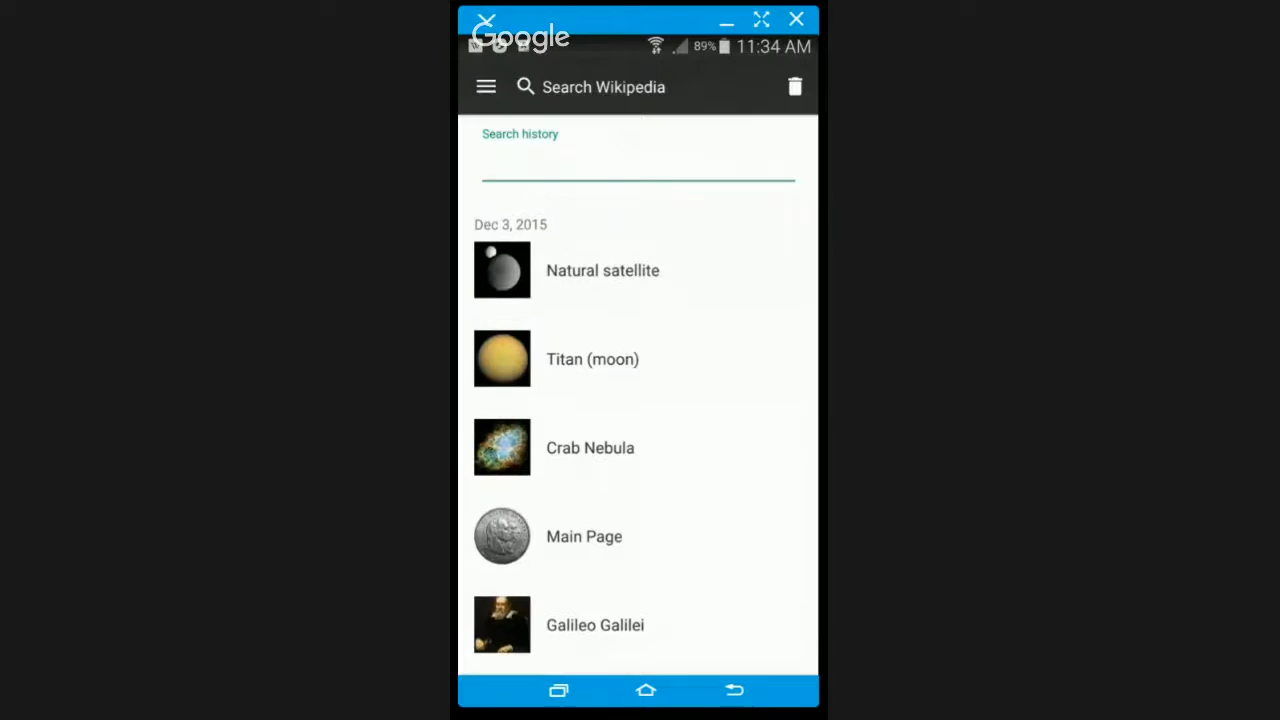 Google
89% 11:34 AM
Search Wikipedia
Search history
Dec 3, 2015
Natural satellite
Titan (moon)
Crab Nebula
Main Page
Galileo Galilei